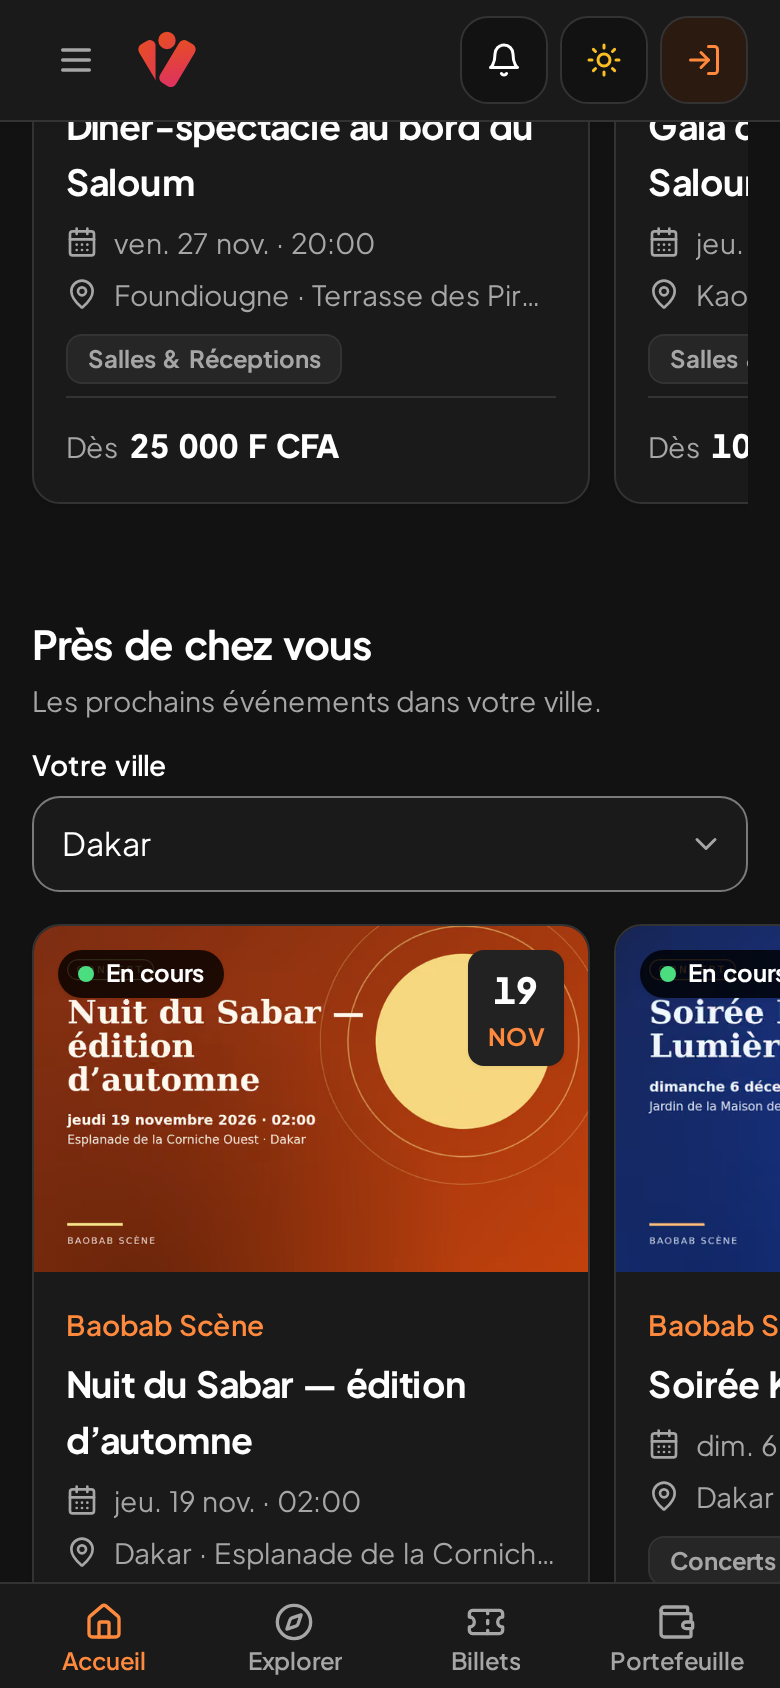 Dîner-spectacle au bord du
Saloum
ven. 27 nov. · 20:00
Foundiougne · Terrasse des Pir...
Salles & Réceptions
Dès 25 000 F CFA
Gala
Salou
jeu.
Kao
Salles
Dès 10
Près de chez vous
Les prochains événements dans votre ville.
Votre ville
Dakar
En cours
19
NOV
Nuit du Sabar —
édition
d’automne
jeudi 19 novembre 2026 · 02:00
Esplanade de la Corniche Ouest · Dakar
BAOBAB SCÈNE
Baobab Scène
Nuit du Sabar — édition
d’automne
jeu. 19 nov. · 02:00
Dakar · Esplanade de la Cornich...
En cours
Soirée
Lumièr
dimanche 6 déce
Jardin de la Maison de
BAOBAB SCÈNE
Baobab S
Soirée K
dim. 6
Dakar
Concerts
Accueil
Explorer
Billets
Portefeuille